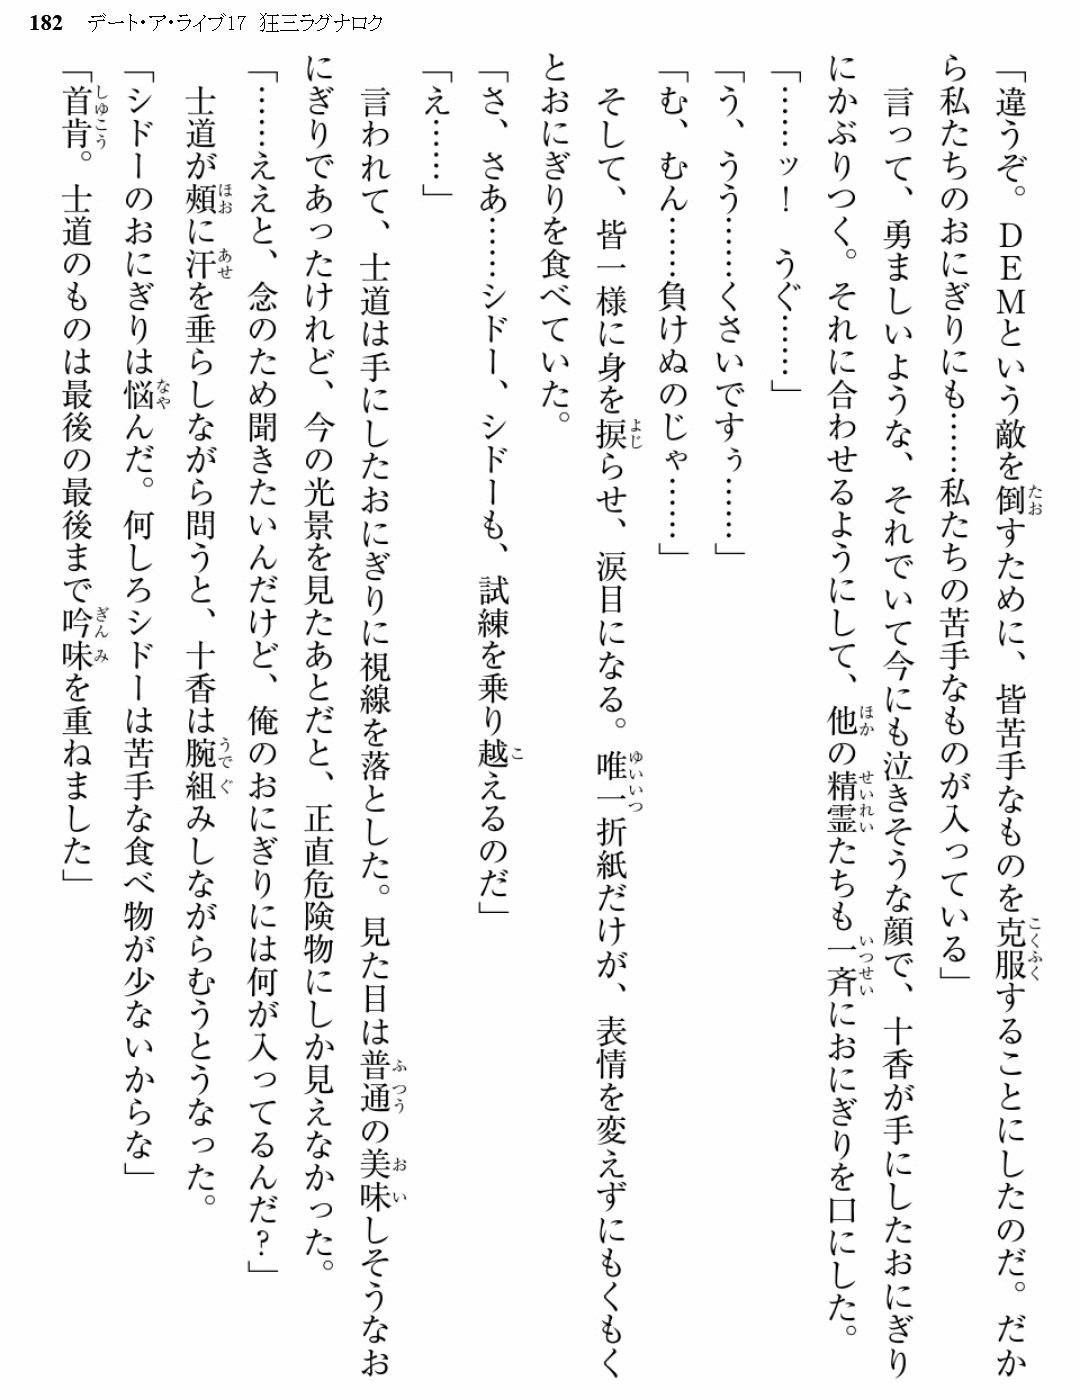 182 デート・ア・ライブ17 狂三ラグナロク
「違うぞ。ＤＥＭという敵を倒すために、皆苦手なものを克服することにしたのだ。だか
ら私たちのおにぎりにも……私たちの苦手なものが入っている」
言って、勇ましいような、それでいて今にも泣きそうな顔で、十香が手にしたおにぎり
にかぶりつく。それに合わせるようにして、他の精霊たちも一斉におにぎりを口にした。
「……ッ！　うぐ……」
「う、うう……くさいですぅ……」
「む、むん……負けぬのじゃ……」
そして、皆一様に身を捩らせ、涙目になる。唯一折紙だけが、表情を変えずにもくもく
とおにぎりを食べていた。
「さ、さあ……シドー、シドーも、試練を乗り越えるのだ」
「え……」
言われて、士道は手にしたおにぎりに視線を落とした。見た目は普通の美味しそうなお
にぎりであったけれど、今の光景を見たあとだと、正直危険物にしか見えなかった。
「……ええと、念のため聞きたいんだけど、俺のおにぎりには何が入ってるんだ？」
士道が頰に汗を垂らしながら問うと、十香は腕組みしながらむうとうなった。
「シドーのおにぎりは悩んだ。何しろシドーは苦手な食べ物が少ないからな」
「首肯。士道のものは最後の最後まで吟味を重ねました」